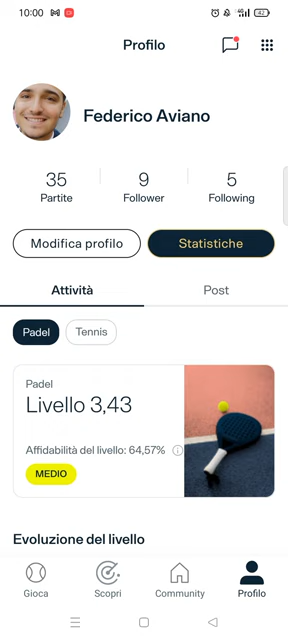 10:00
42
Profilo
Federico Aviano
35
9
5
Partite
Follower
Following
Modifica profilo
Statistiche
Attività
Post
Padel
Tennis
Padel
Livello 3,43
Affidabilità del livello: 64,57%
MEDIO
Evoluzione del livello
Gioca
Scopri
Community
Profilo